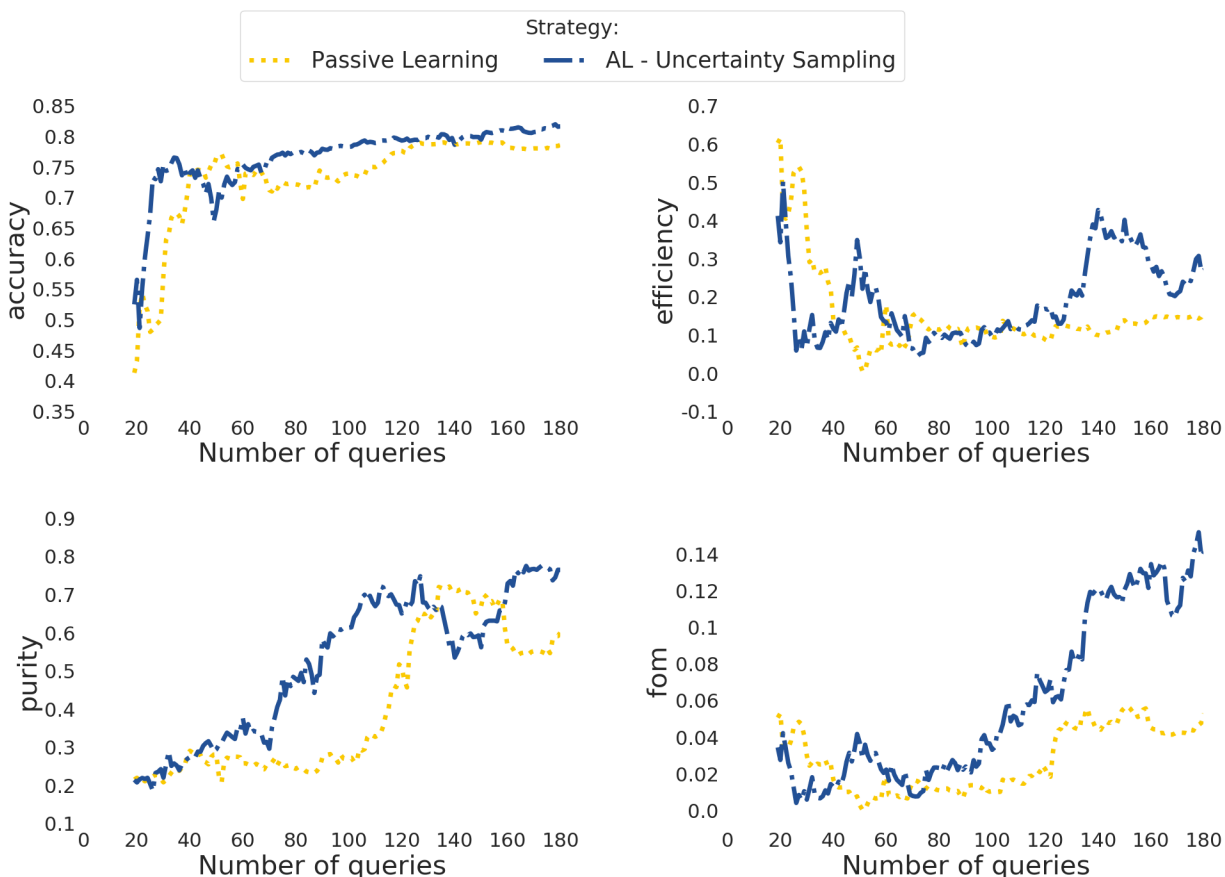 Strategy:
Passive Learning
AL - Uncertainty Sampling
accuracy
0.85
0.8
0.75
0.7
0.65
0.6
0.55
0.5
0.45
0.4
0.35
0 20 40 60 80 100 120 140 160 180
Number of queries
efficiency
0.7
0.6
0.5
0.4
0.3
0.2
0.1
0.0
-0.1
0 20 40 60 80 100 120 140 160 180
Number of queries
purity
0.9
0.8
0.7
0.6
0.5
0.4
0.3
0.2
0.1
0 20 40 60 80 100 120 140 160 180
Number of queries
fom
0.14
0.12
0.1
0.08
0.06
0.04
0.02
0.0
0 20 40 60 80 100 120 140 160 180
Number of queries